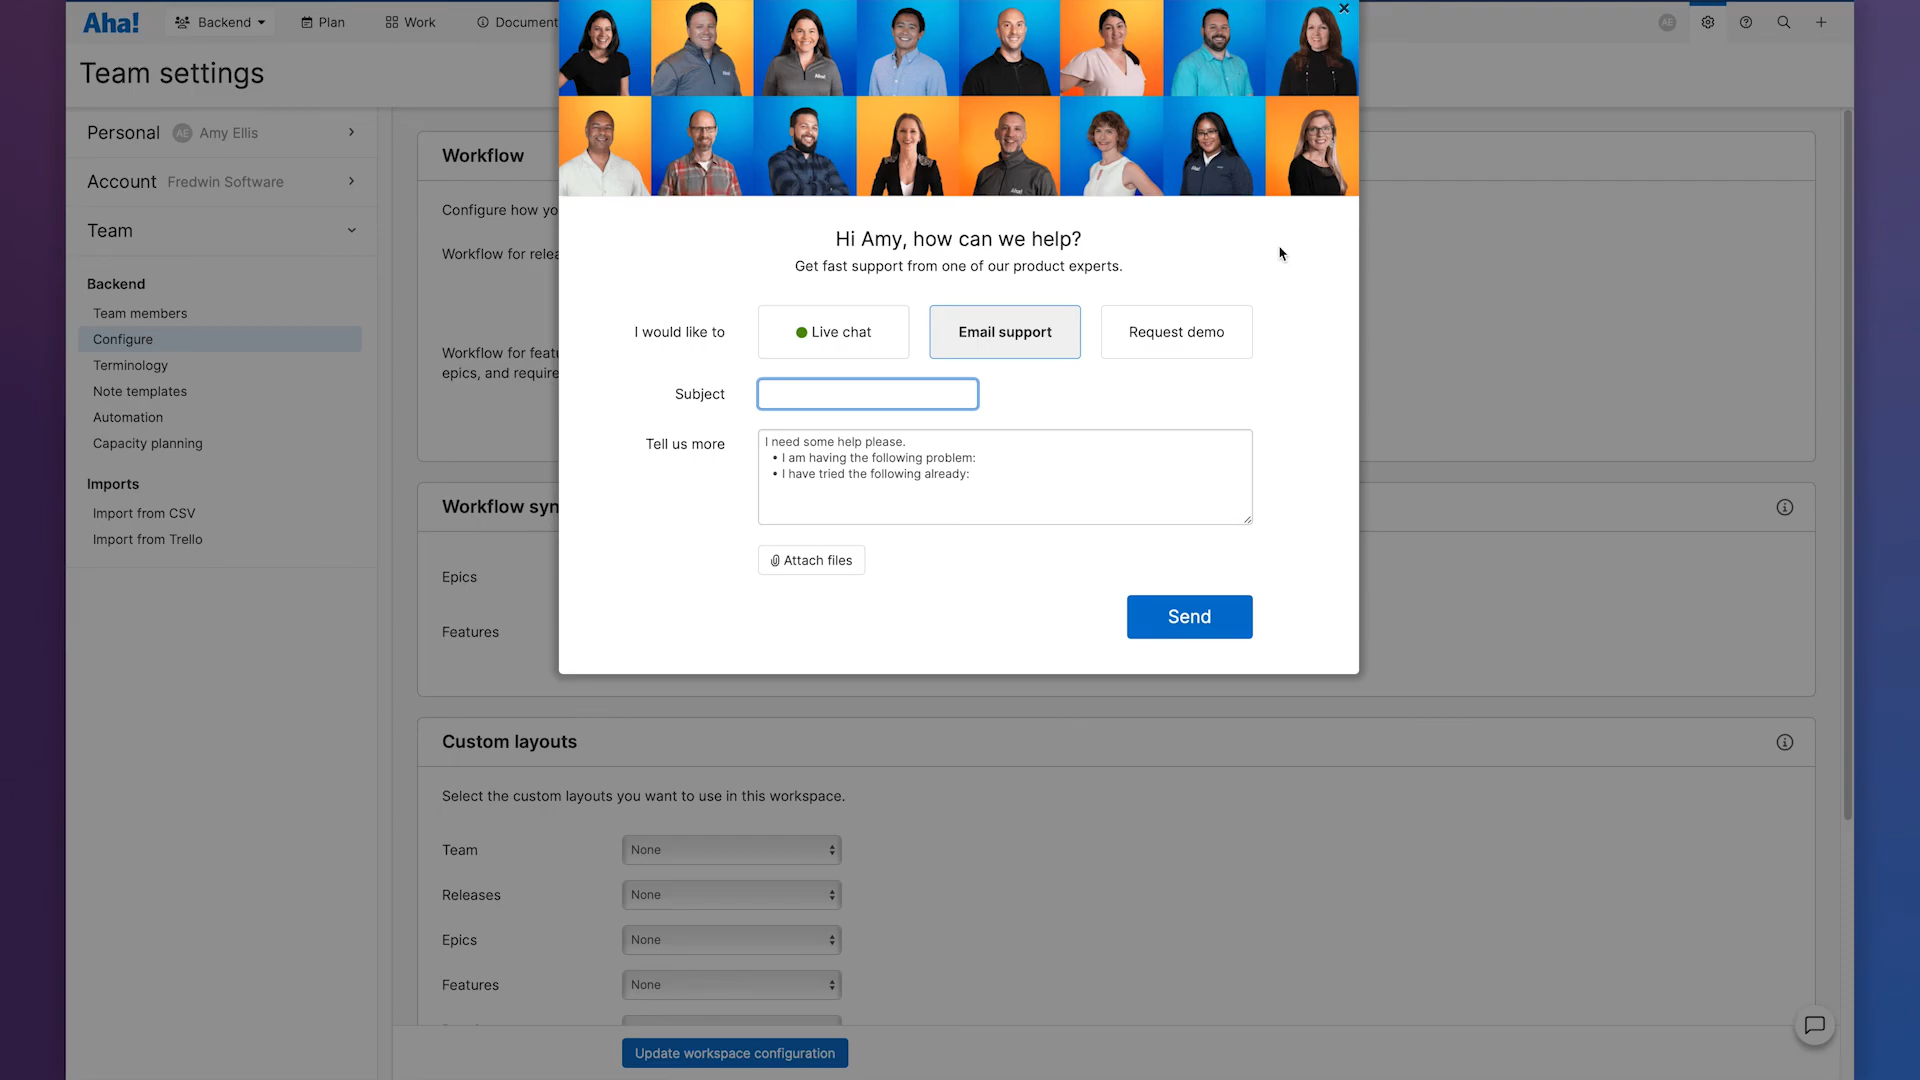 Aha!
Backend
Plan
Work
Document
AE
Team settings
Personal AE Amy Ellis
Account Fredwin Software
Team
Backend
Team members
Configure
Terminology
Note templates
Automation
Capacity planning
Imports
Import from CSV
Import from Trello
Workflow
Configure how yo
Workflow for relea
Workflow for featu
epics, and require
Workflow syn
Epics
Features
Custom layouts
Select the custom layouts you want to use in this workspace.
Team None
Releases None
Epics None
Features None
Update workspace configuration
Hi Amy, how can we help?
Get fast support from one of our product experts.
I would like to
Live chat
Email support
Request demo
Subject
Tell us more
I need some help please.
• I am having the following problem:
• I have tried the following already:
Attach files
Send